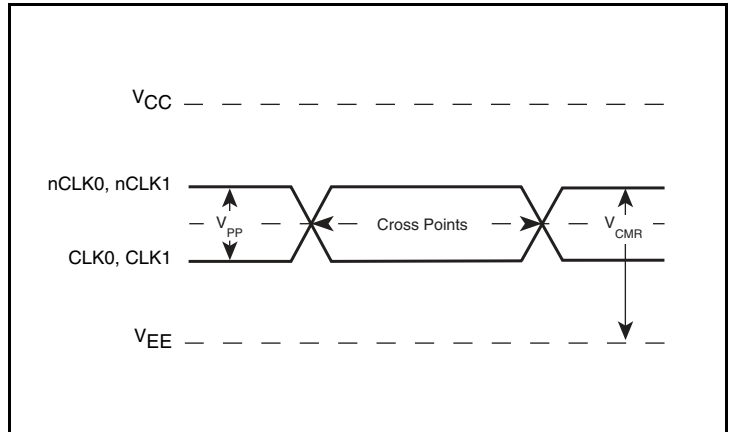 VCC
nCLK0, nCLK1
VPP
Cross Points
VCMR
CLK0, CLK1
VEE